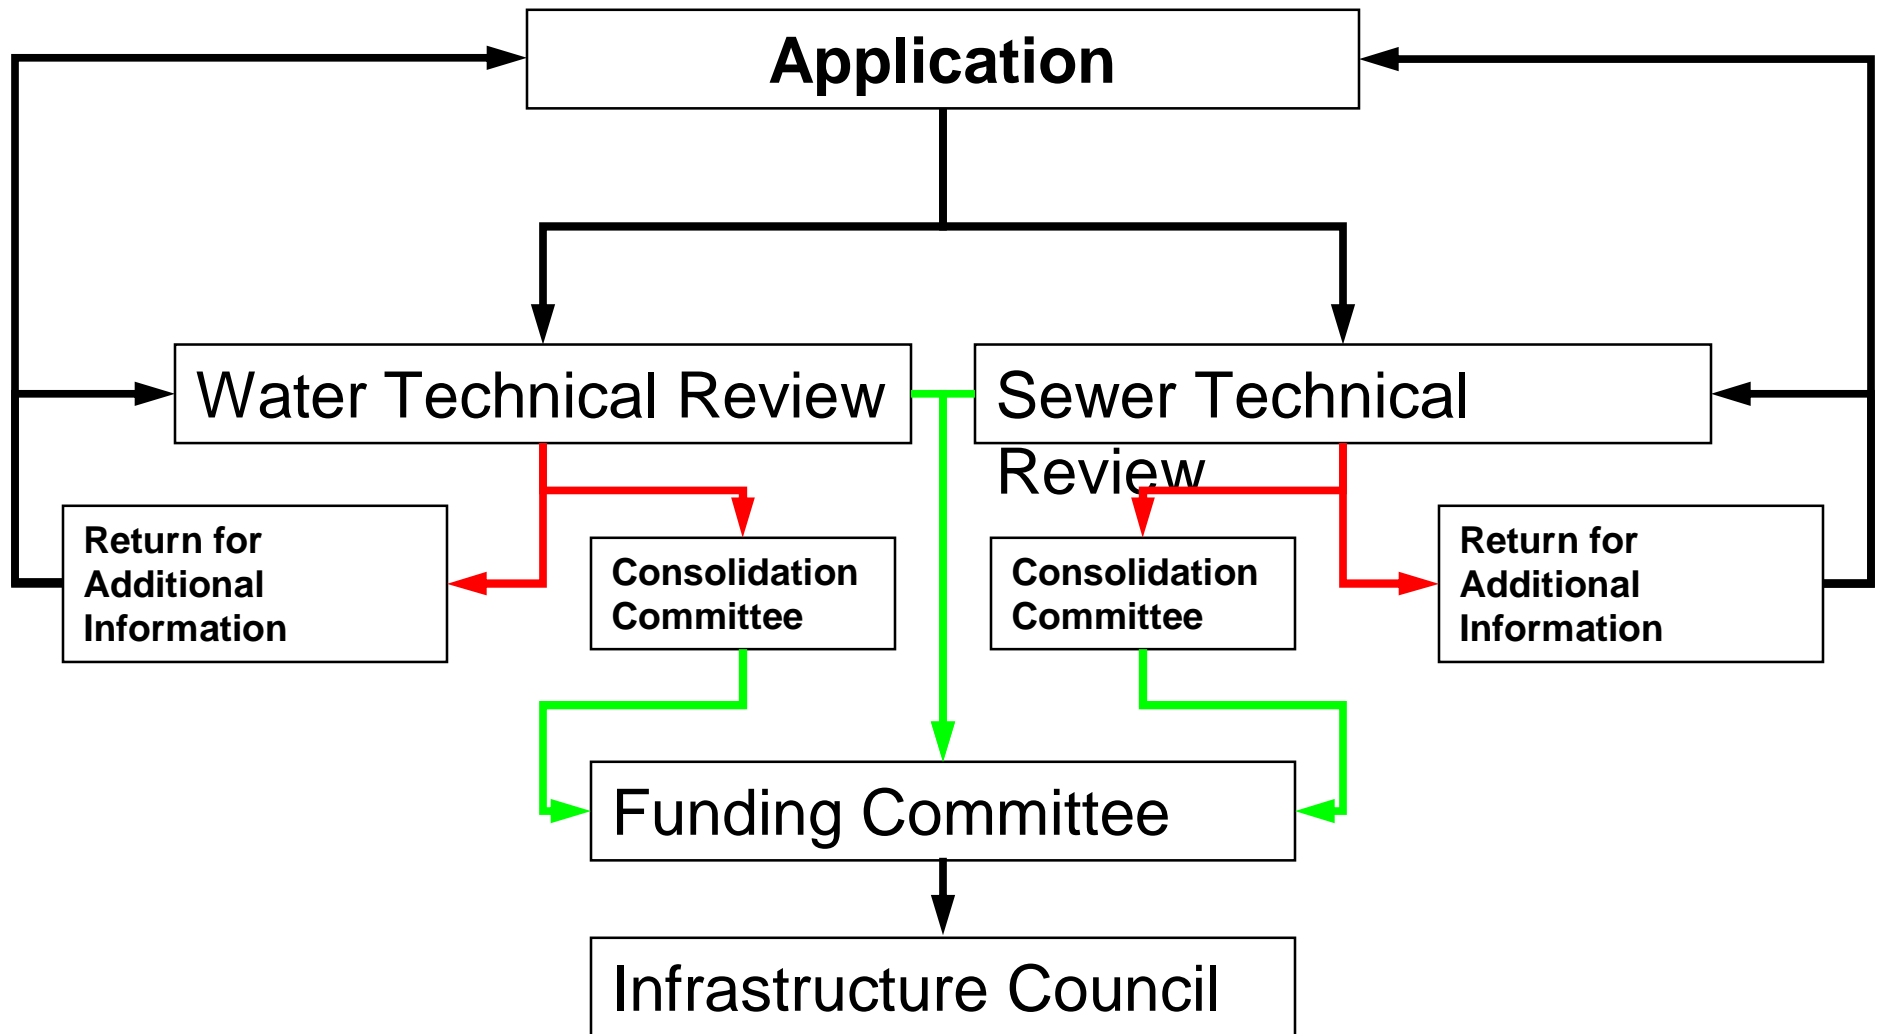 Application
Water Technical Review
Sewer Technical
Review
Return for
Additional
Information
Consolidation
Committee
Consolidation
Committee
Return for
Additional
Information
Funding Committee
Infrastructure Council